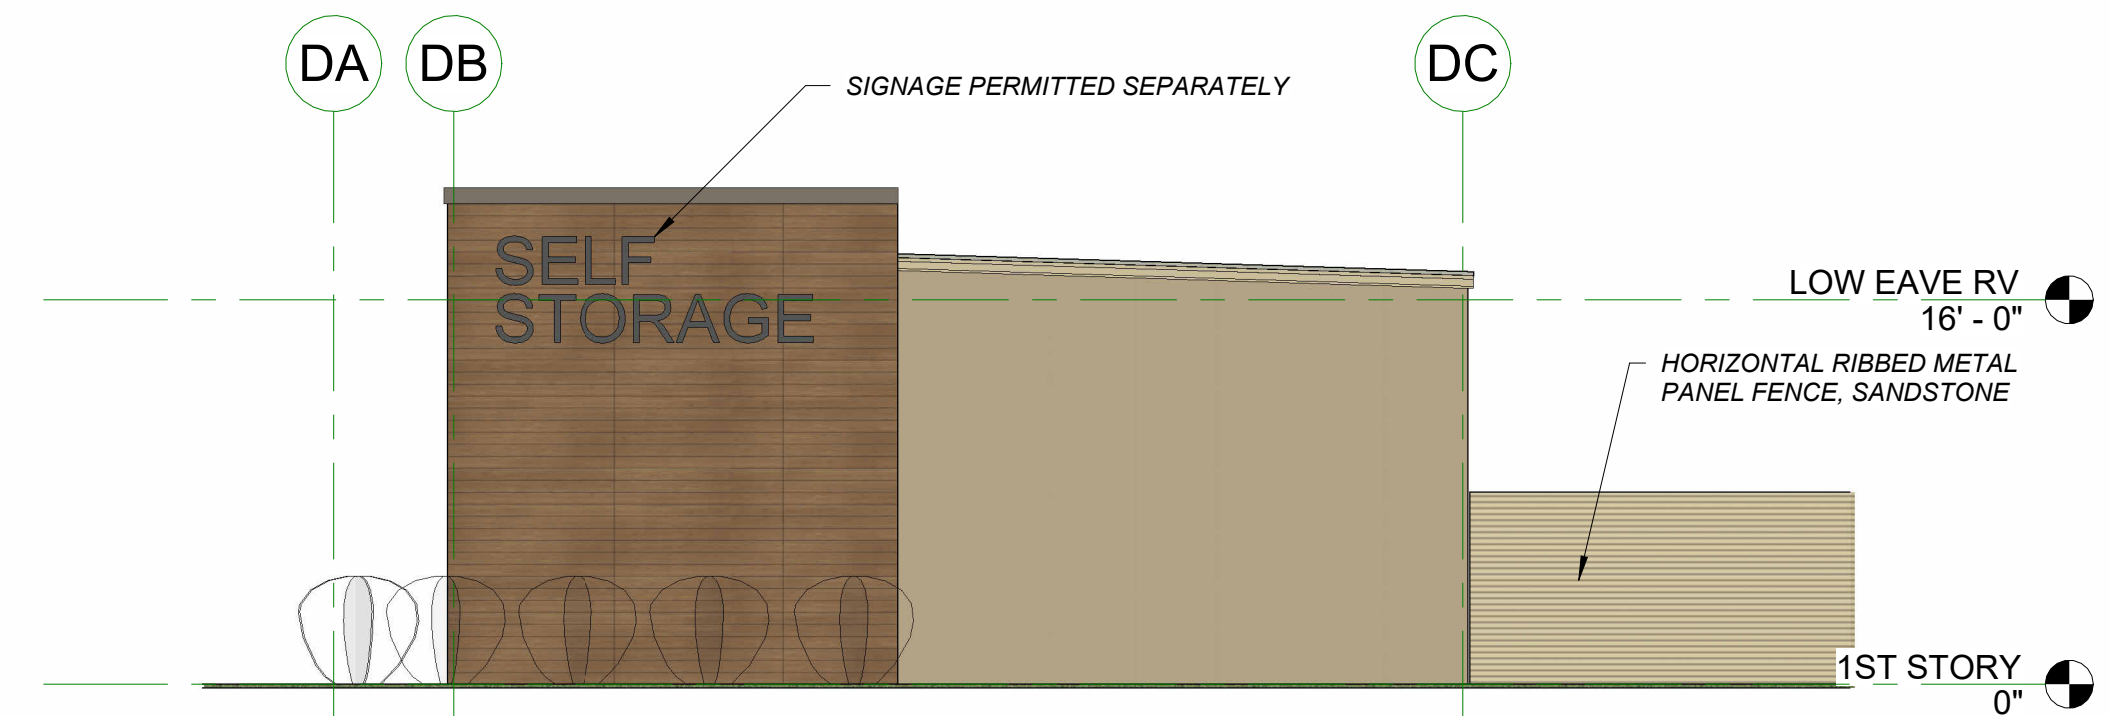 DA
DB
DC
SIGNAGE PERMITTED SEPARATELY
SELF
STORAGE
LOW EAVE RV
16' - 0"
HORIZONTAL RIBBED METAL
PANEL FENCE, SANDSTONE
1ST STORY
0"